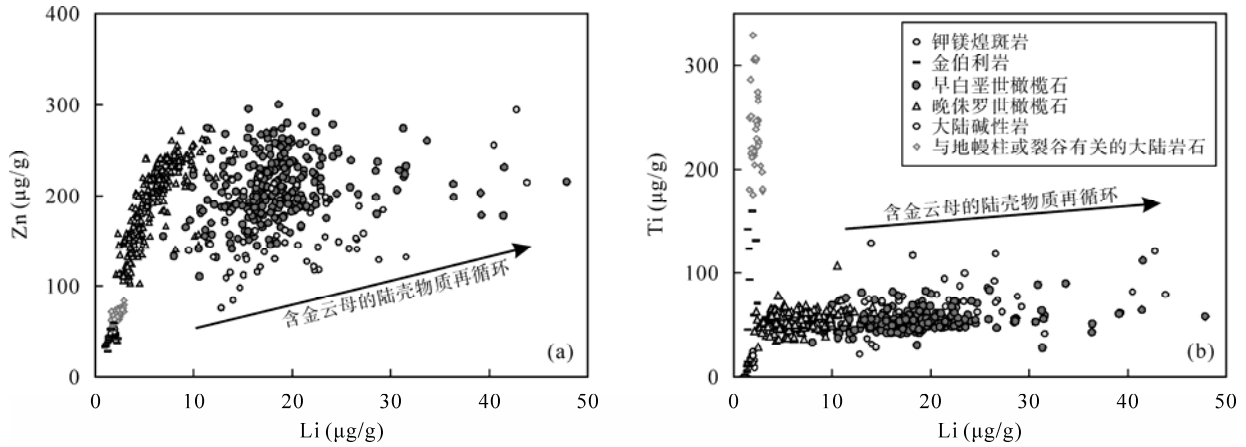 400
300
200
100
0
Zn (μg/g)
含金云母的陆壳物质再循环
(a)
0
10
20
30
40
50
Li (μg/g)
300
200
100
0
Ti (μg/g)
钾镁煌斑岩
金伯利岩
早白垩世橄榄石
晚侏罗世橄榄石
大陆碱性岩
与地幔柱或裂谷有关的大陆岩石
含金云母的陆壳物质再循环
(b)
0
10
20
30
40
50
Li (μg/g)